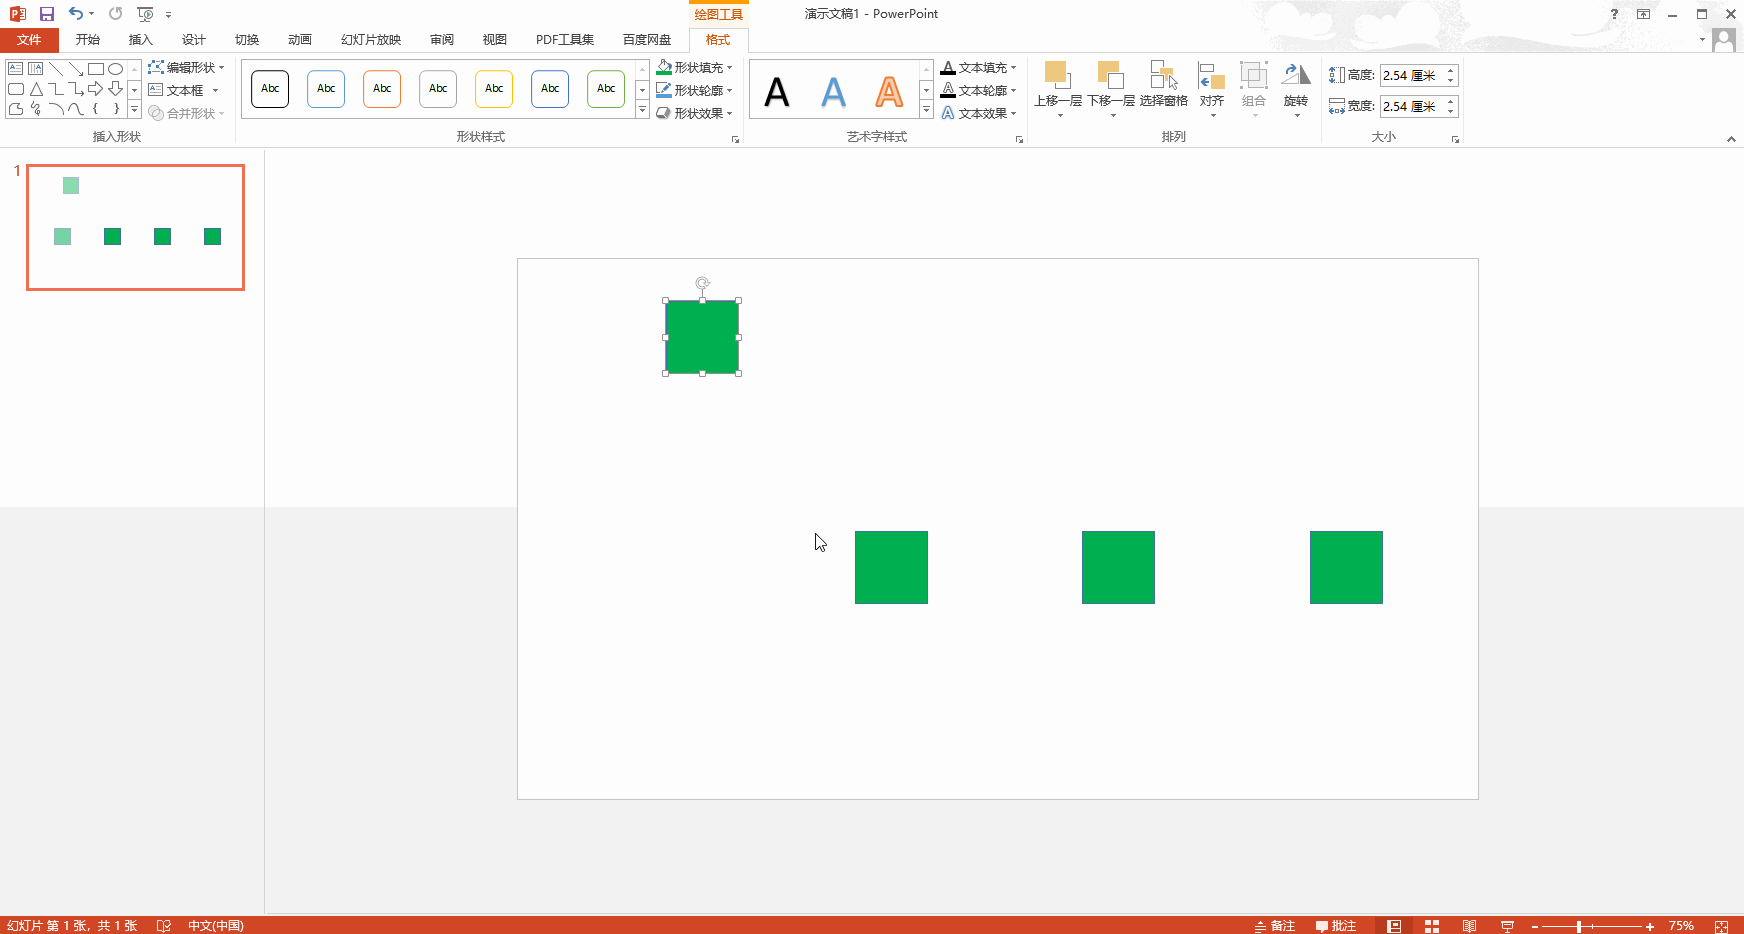 绘图工具
演示文稿1 - PowerPoint
?
文件 开始 插入 设计 切换 动画 幻灯片放映 审阅 视图 PDF工具集 百度网盘 格式
编辑形状
文本框
合并形状
插入形状
Abc Abc Abc Abc Abc Abc Abc
形状填充
形状轮廓
形状效果
形状样式
A A A
文本填充
文本轮廓
文本效果
艺术字样式
上移一层 下移一层 选择窗格 对齐 组合 旋转
排列
高度: 2.54 厘米
宽度: 2.54 厘米
大小
1
幻灯片 第 1 张，共 1 张 中文(中国) 备注 批注 75%